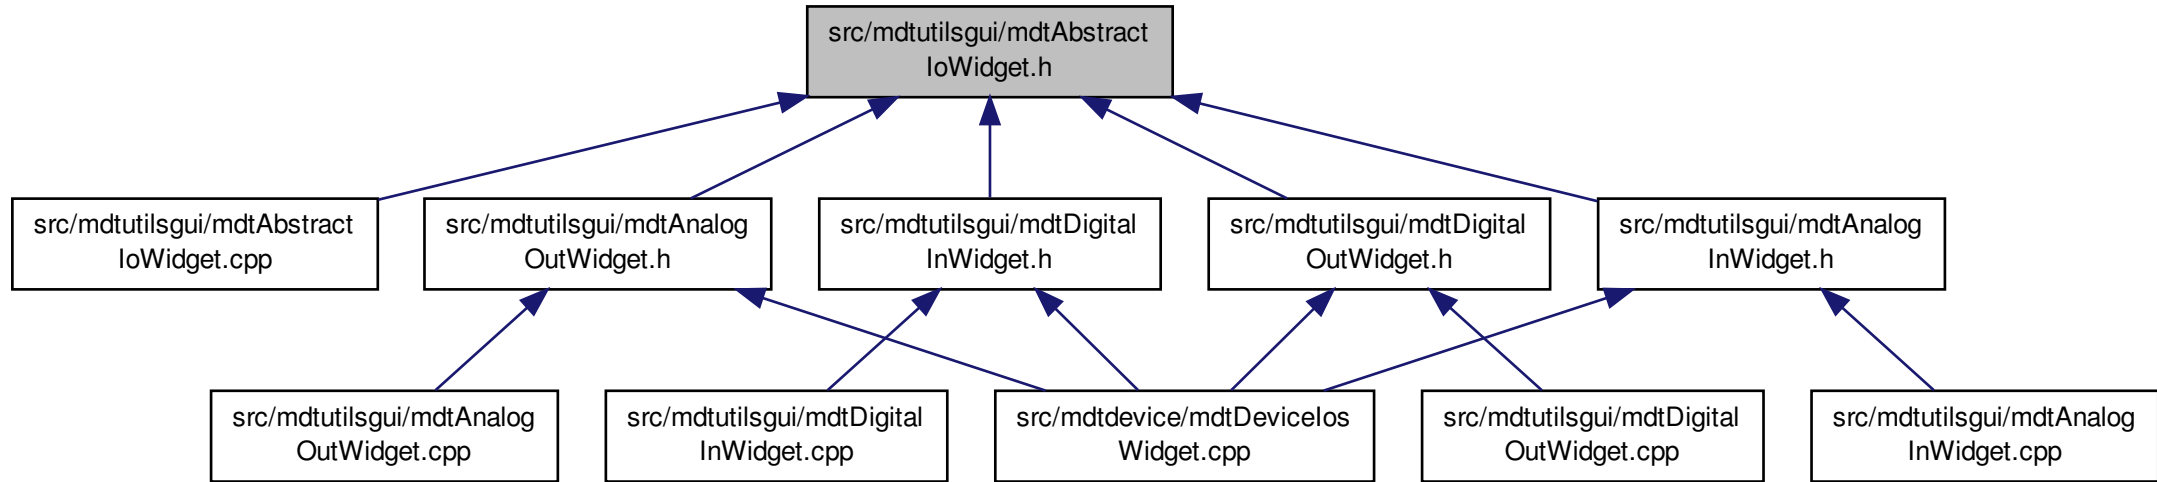 src/mdtutilsgui/mdtAbstract
IoWidget.h
src/mdtutilsgui/mdtAbstract
IoWidget.cpp
src/mdtutilsgui/mdtAnalog
OutWidget.h
src/mdtutilsgui/mdtDigital
InWidget.h
src/mdtutilsgui/mdtDigital
OutWidget.h
src/mdtutilsgui/mdtAnalog
InWidget.h
src/mdtutilsgui/mdtAnalog
OutWidget.cpp
src/mdtutilsgui/mdtDigital
InWidget.cpp
src/mdtdevice/mdtDeviceIos
Widget.cpp
src/mdtutilsgui/mdtDigital
OutWidget.cpp
src/mdtutilsgui/mdtAnalog
InWidget.cpp